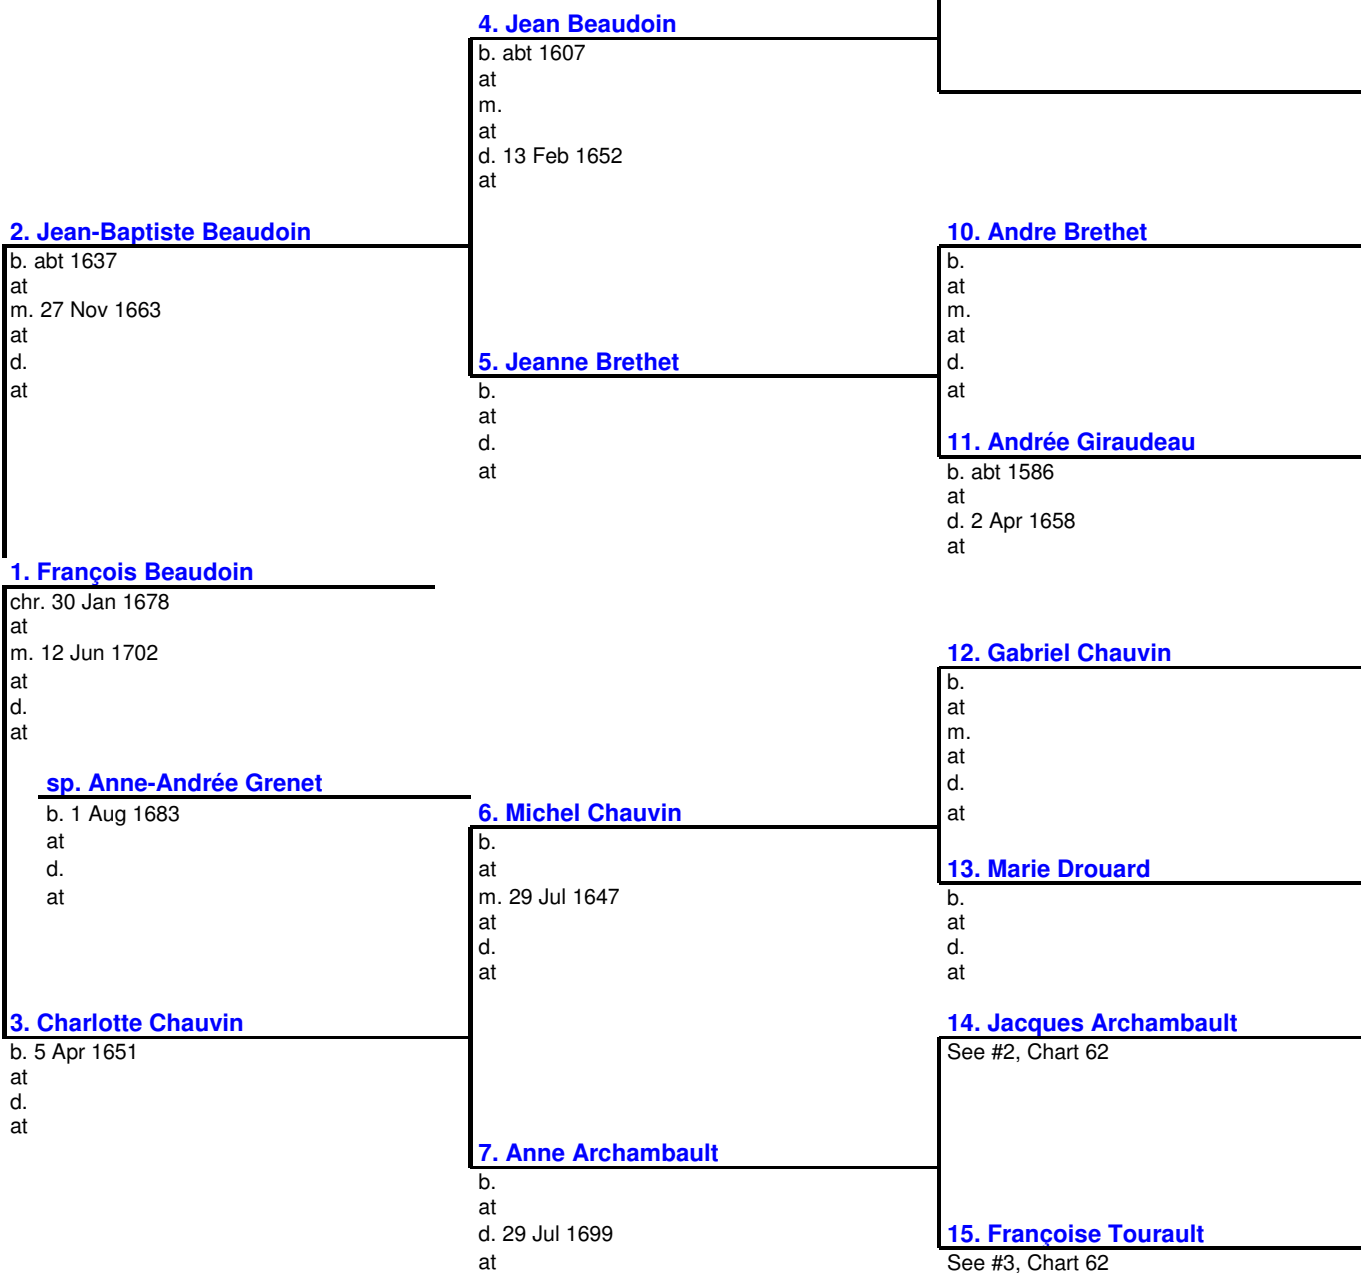 4. Jean Beaudoin
b. abt 1607
at
m.
at
d. 13 Feb 1652
at
2. Jean-Baptiste Beaudoin
b. abt 1637
at
m. 27 Nov 1663
at
d.
at
10. Andre Brethet
b.
at
m.
at
d.
at
5. Jeanne Brethet
b.
at
d.
at
11. Andrée Giraudeau
b. abt 1586
at
d. 2 Apr 1658
at
1. François Beaudoin
chr. 30 Jan 1678
at
m. 12 Jun 1702
at
d.
at
sp. Anne-Andrée Grenet
b. 1 Aug 1683
at
d.
at
12. Gabriel Chauvin
b.
at
m.
at
d.
at
6. Michel Chauvin
b.
at
m. 29 Jul 1647
at
d.
at
13. Marie Drouard
b.
at
d.
at
3. Charlotte Chauvin
b. 5 Apr 1651
at
d.
at
14. Jacques Archambault
See #2, Chart 62
7. Anne Archambault
b.
at
d. 29 Jul 1699
at
15. Françoise Tourault
See #3, Chart 62